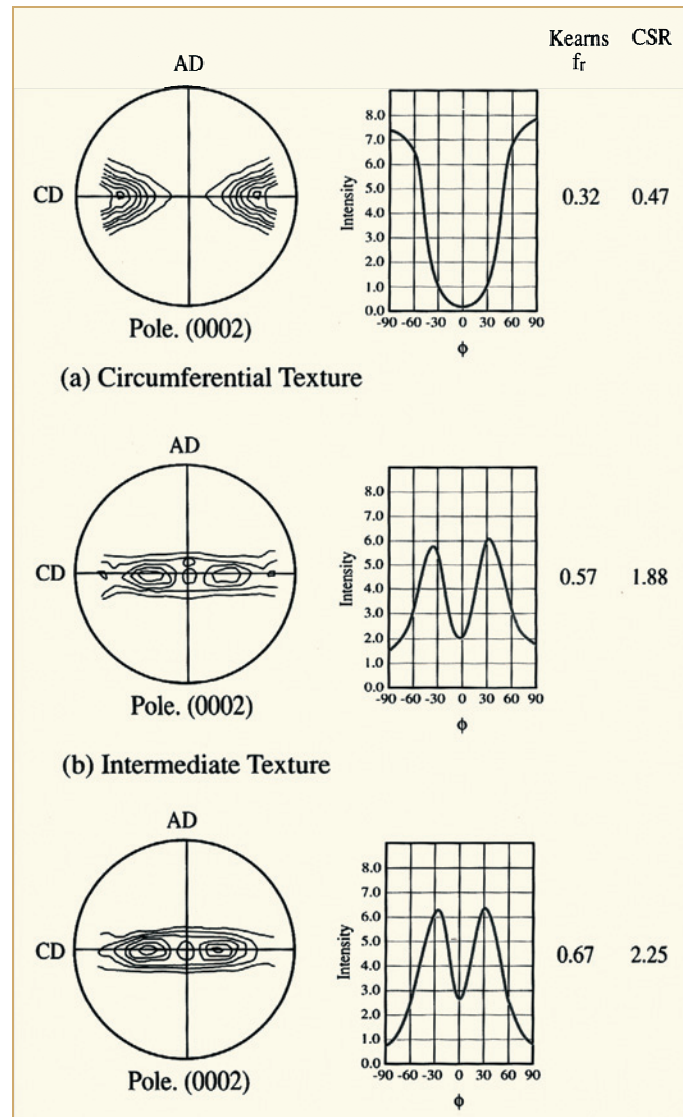 Kearns CSR
fᵣ
AD
CD
Pole. (0002)
Intensity
8.0
7.0
6.0
5.0
4.0
3.0
2.0
1.0
0.0
-90 -60 -30 0 30 60 90
ϕ
0.32 0.47
(a) Circumferential Texture
AD
CD
Pole. (0002)
Intensity
8.0
7.0
6.0
5.0
4.0
3.0
2.0
1.0
0.0
-90 -60 -30 0 30 60 90
ϕ
0.57 1.88
(b) Intermediate Texture
AD
CD
Pole. (0002)
Intensity
8.0
7.0
6.0
5.0
4.0
3.0
2.0
1.0
0.0
-90 -60 -30 0 30 60 90
ϕ
0.67 2.25